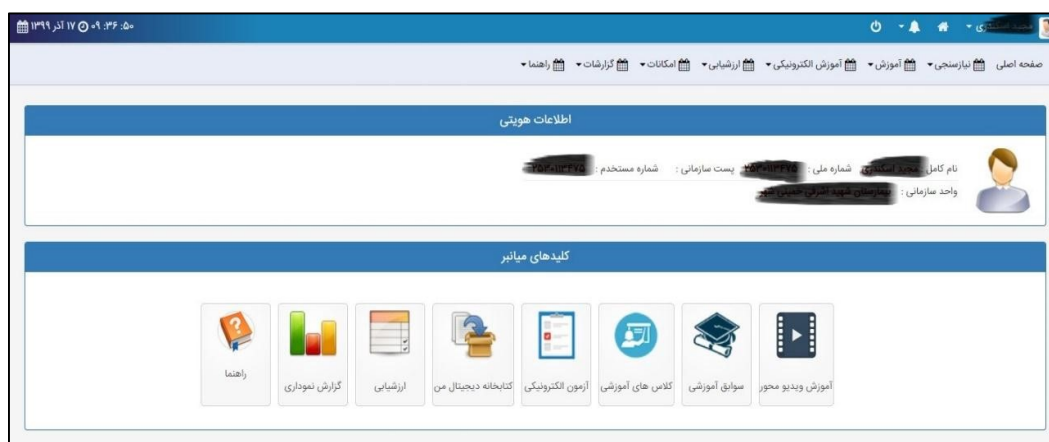 ۱۷ آذر ۱۳۹۹ ۰۹:۳۶:۵۰
صفحه اصلی نیازسنجی آموزش آموزش الکترونیکی ارزشیابی امکانات گزارشات راهنما
اطلاعات هویتی
نام کامل شماره ملی : پست سازمانی : شماره مستخدم :
واحد سازمانی :
کلیدهای میانبر
آموزش ویدیو محور سوابق آموزشی کلاس های آموزشی آزمون الکترونیکی کتابخانه دیجیتال من ارزشیابی گزارش نموداری راهنما